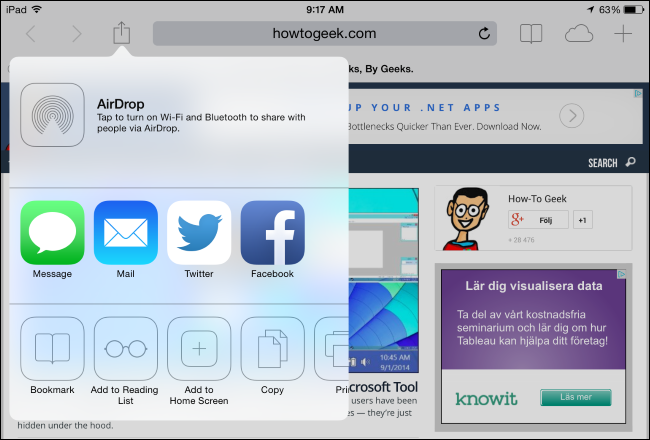 iPad 9:17 AM 63%
howtogeek.com
ks, By Geeks.
AirDrop
Tap to turn on Wi-Fi and Bluetooth to share with
people via AirDrop.
UP YOUR .NET APPS
Bottlenecks Quicker Than Ever. Download Now.
SEARCH
Message
Mail
Twitter
Facebook
How-To Geek
g+ Följ +1
+ 28 476
Lär dig visualisera data
Ta del av vårt kostnadsfria
seminarium och lär dig om hur
Tableau kan hjälpa ditt företag!
knowit Läs mer
10:45 AM
9/1/2014
Bookmark
Add to Reading
List
Add to
Home Screen
Copy
Prin
icrosoft Tool
users have been
s — they're just
hidden under the hood.